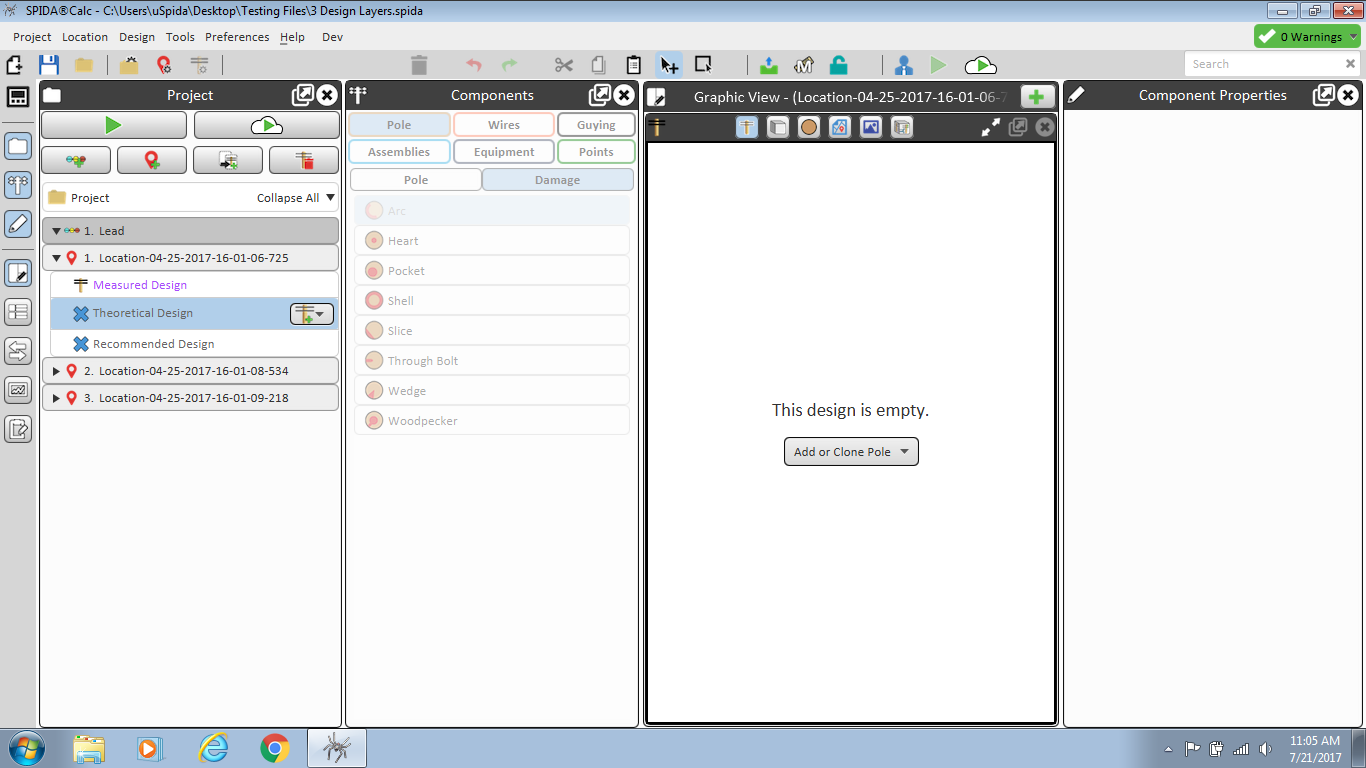 SPIDA®Calc - C:\Users\uSpida\Desktop\Testing Files\3 Design Layers.spida
Project Location Design Tools Preferences Help Dev
0 Warnings
Search
Project
Project
Collapse All
1. Lead
1. Location-04-25-2017-16-01-06-725
Measured Design
Theoretical Design
Recommended Design
2. Location-04-25-2017-16-01-08-534
3. Location-04-25-2017-16-01-09-218
Components
Pole Wires Guying
Assemblies Equipment Points
Pole Damage
Arc
Heart
Pocket
Shell
Slice
Through Bolt
Wedge
Woodpecker
Graphic View - (Location-04-25-2017-16-01-06-7
This design is empty.
Add or Clone Pole
Component Properties
11:05 AM
7/21/2017